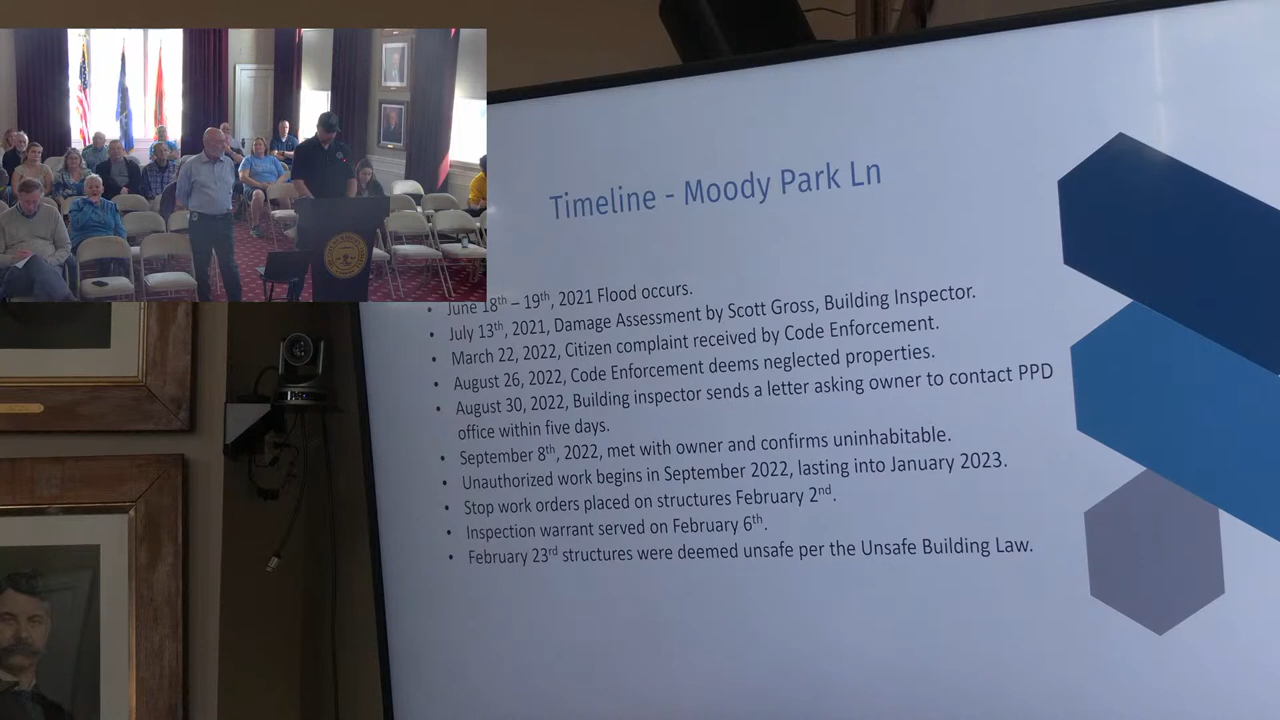 Timeline - Moody Park Ln
• June 18th – 19th, 2021 Flood occurs.
• July 13th, 2021, Damage Assessment by Scott Gross, Building Inspector.
• March 22, 2022, Citizen complaint received by Code Enforcement.
• August 26, 2022, Code Enforcement deems neglected properties.
• August 30, 2022, Building inspector sends a letter asking owner to contact PPD
office within five days.
• September 8th, 2022, met with owner and confirms uninhabitable.
• Unauthorized work begins in September 2022, lasting into January 2023.
• Stop work orders placed on structures February 2nd.
• Inspection warrant served on February 6th.
• February 23rd structures were deemed unsafe per the Unsafe Building Law.